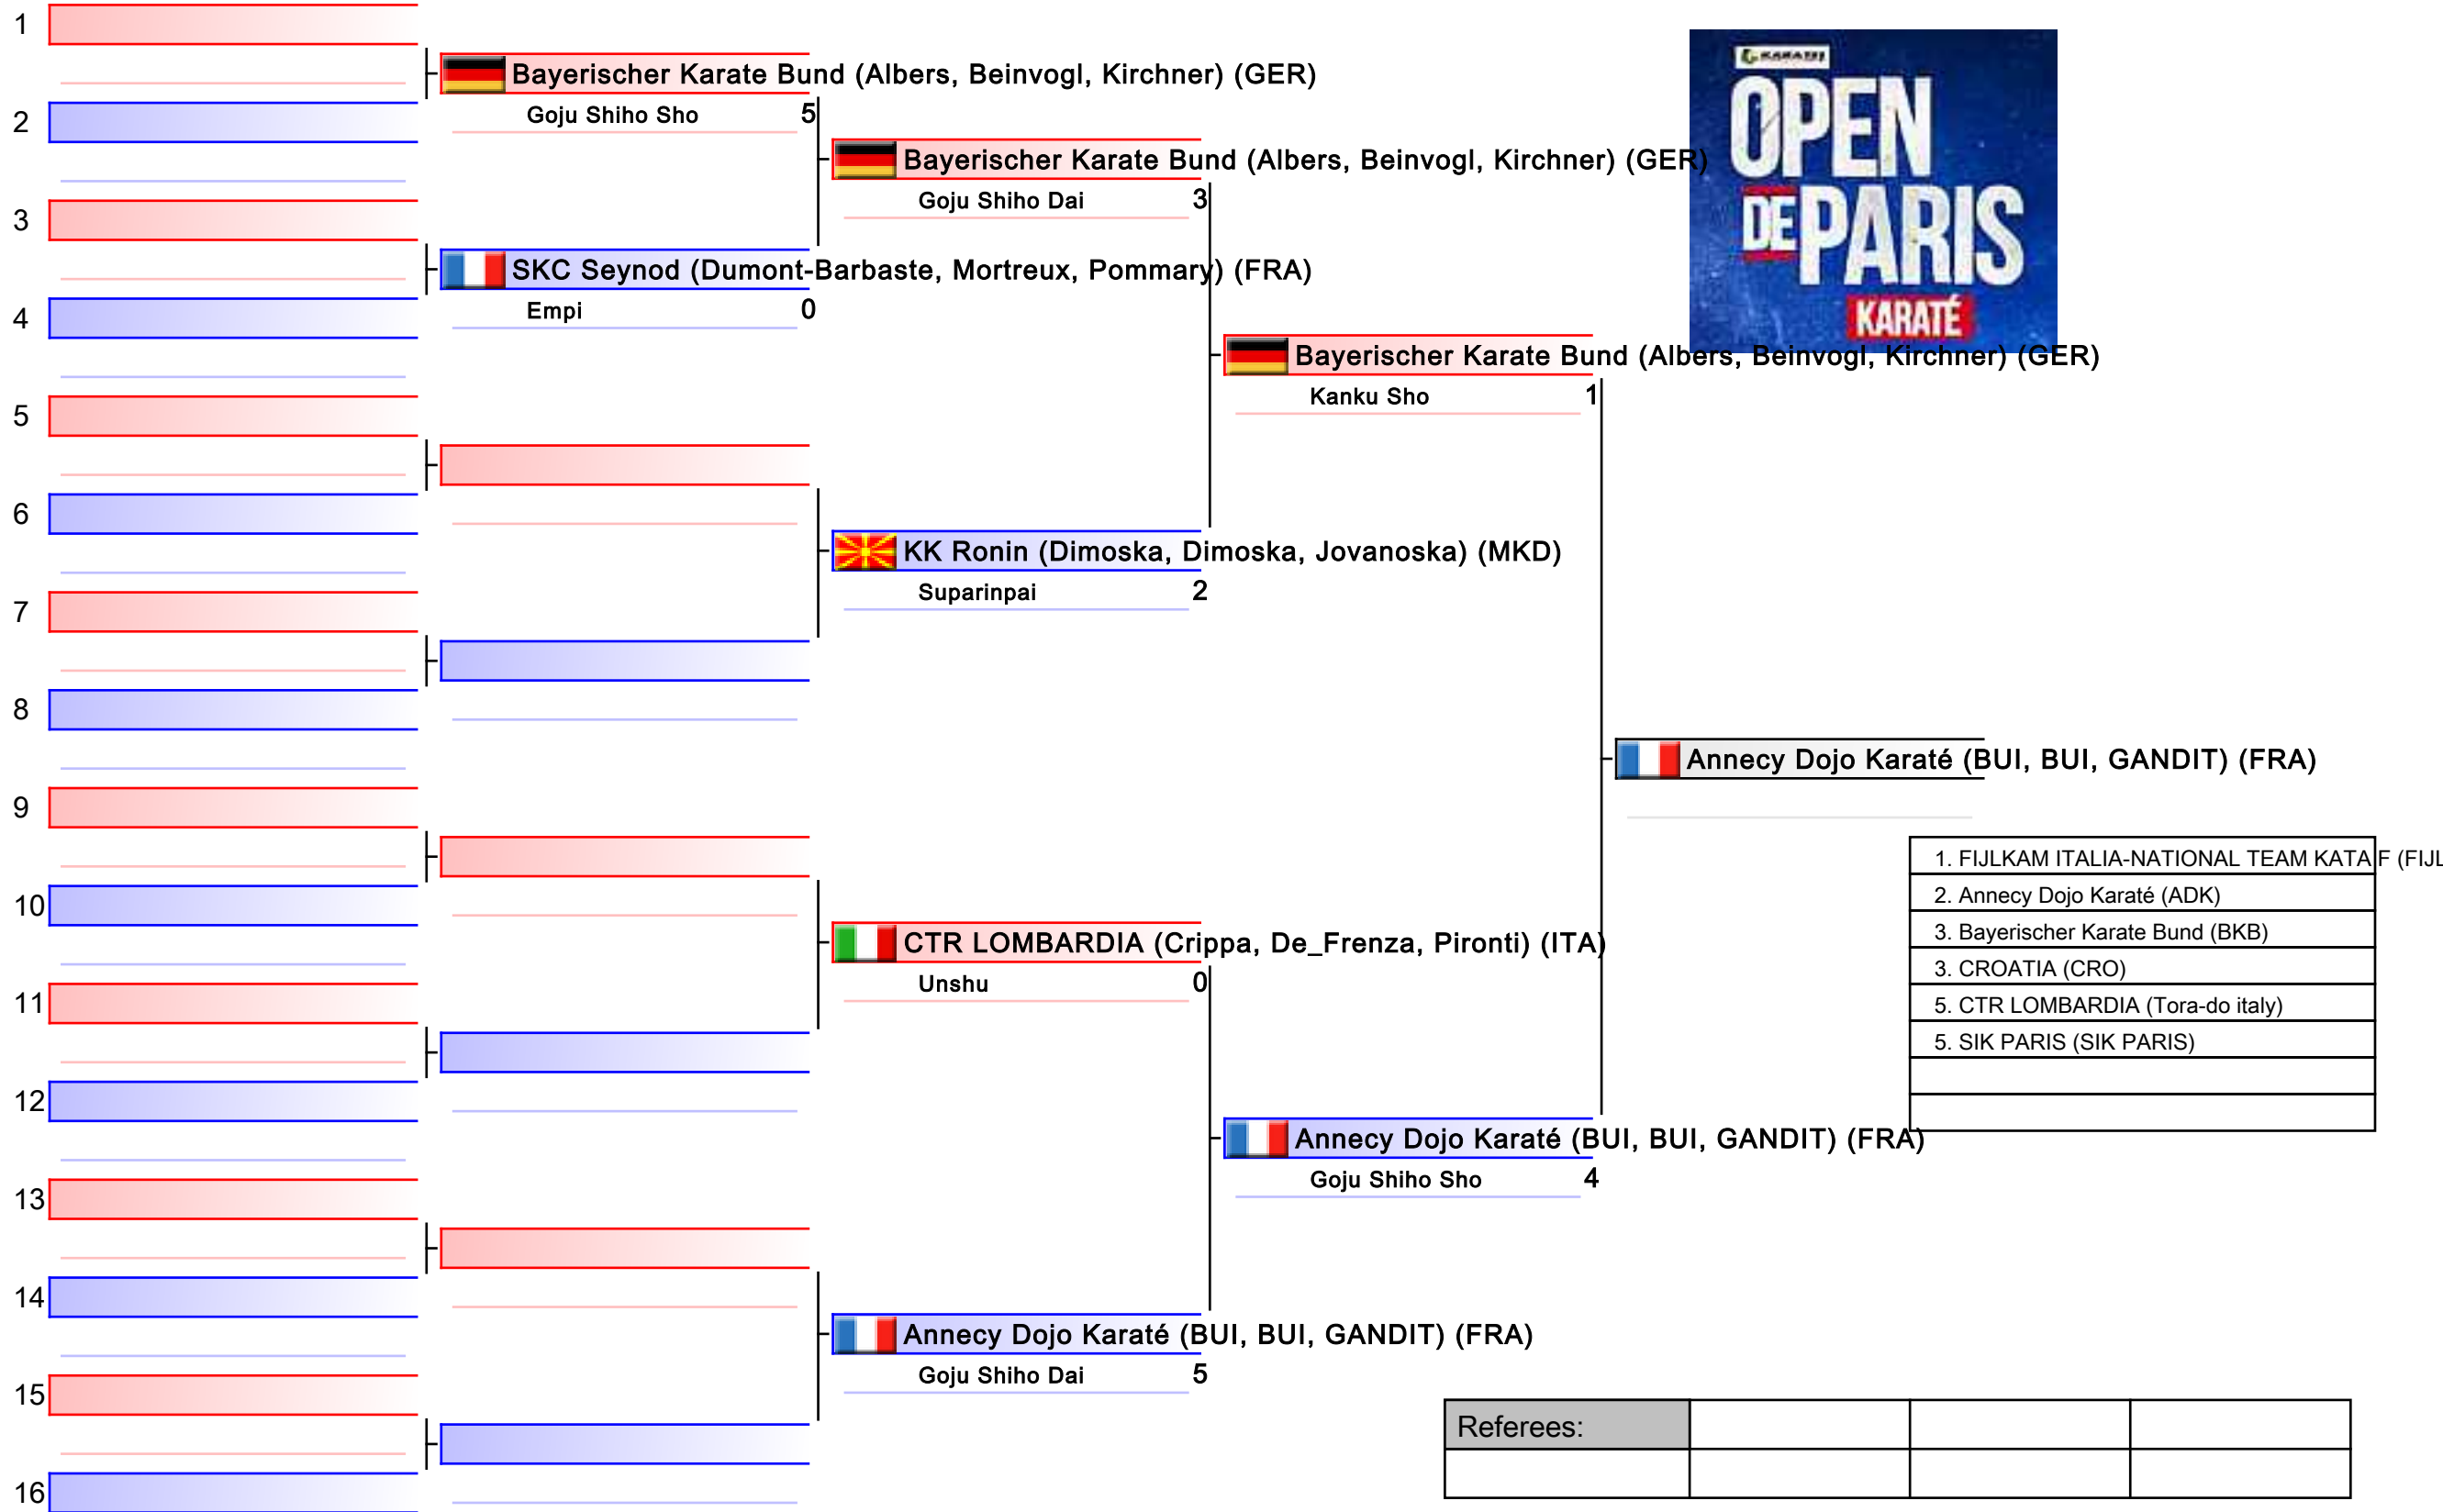 1
Bayerischer Karate Bund (Albers, Beinvogl, Kirchner) (GER)
Goju Shiho Sho 5
2
Bayerischer Karate Bund (Albers, Beinvogl, Kirchner) (GER)
Goju Shiho Dai 3
3
SKC Seynod (Dumont-Barbaste, Mortreux, Pommary) (FRA)
Empi 0
4
OPEN
DE PARIS
KARATÉ
Bayerischer Karate Bund (Albers, Beinvogl, Kirchner) (GER)
Kanku Sho 1
5
6
KK Ronin (Dimoska, Dimoska, Jovanoska) (MKD)
Suparinpai 2
7
8
Annecy Dojo Karaté (BUI, BUI, GANDIT) (FRA)
9
1. FIJLKAM ITALIA-NATIONAL TEAM KATA F (FIJL
10
2. Annecy Dojo Karaté (ADK)
3. Bayerischer Karate Bund (BKB)
3. CROATIA (CRO)
5. CTR LOMBARDIA (Tora-do italy)
5. SIK PARIS (SIK PARIS)
CTR LOMBARDIA (Crippa, De_Frenza, Pironti) (ITA)
Unshu 0
11
12
Annecy Dojo Karaté (BUI, BUI, GANDIT) (FRA)
Goju Shiho Sho 4
13
14
Annecy Dojo Karaté (BUI, BUI, GANDIT) (FRA)
Goju Shiho Dai 5
15
Referees:
16